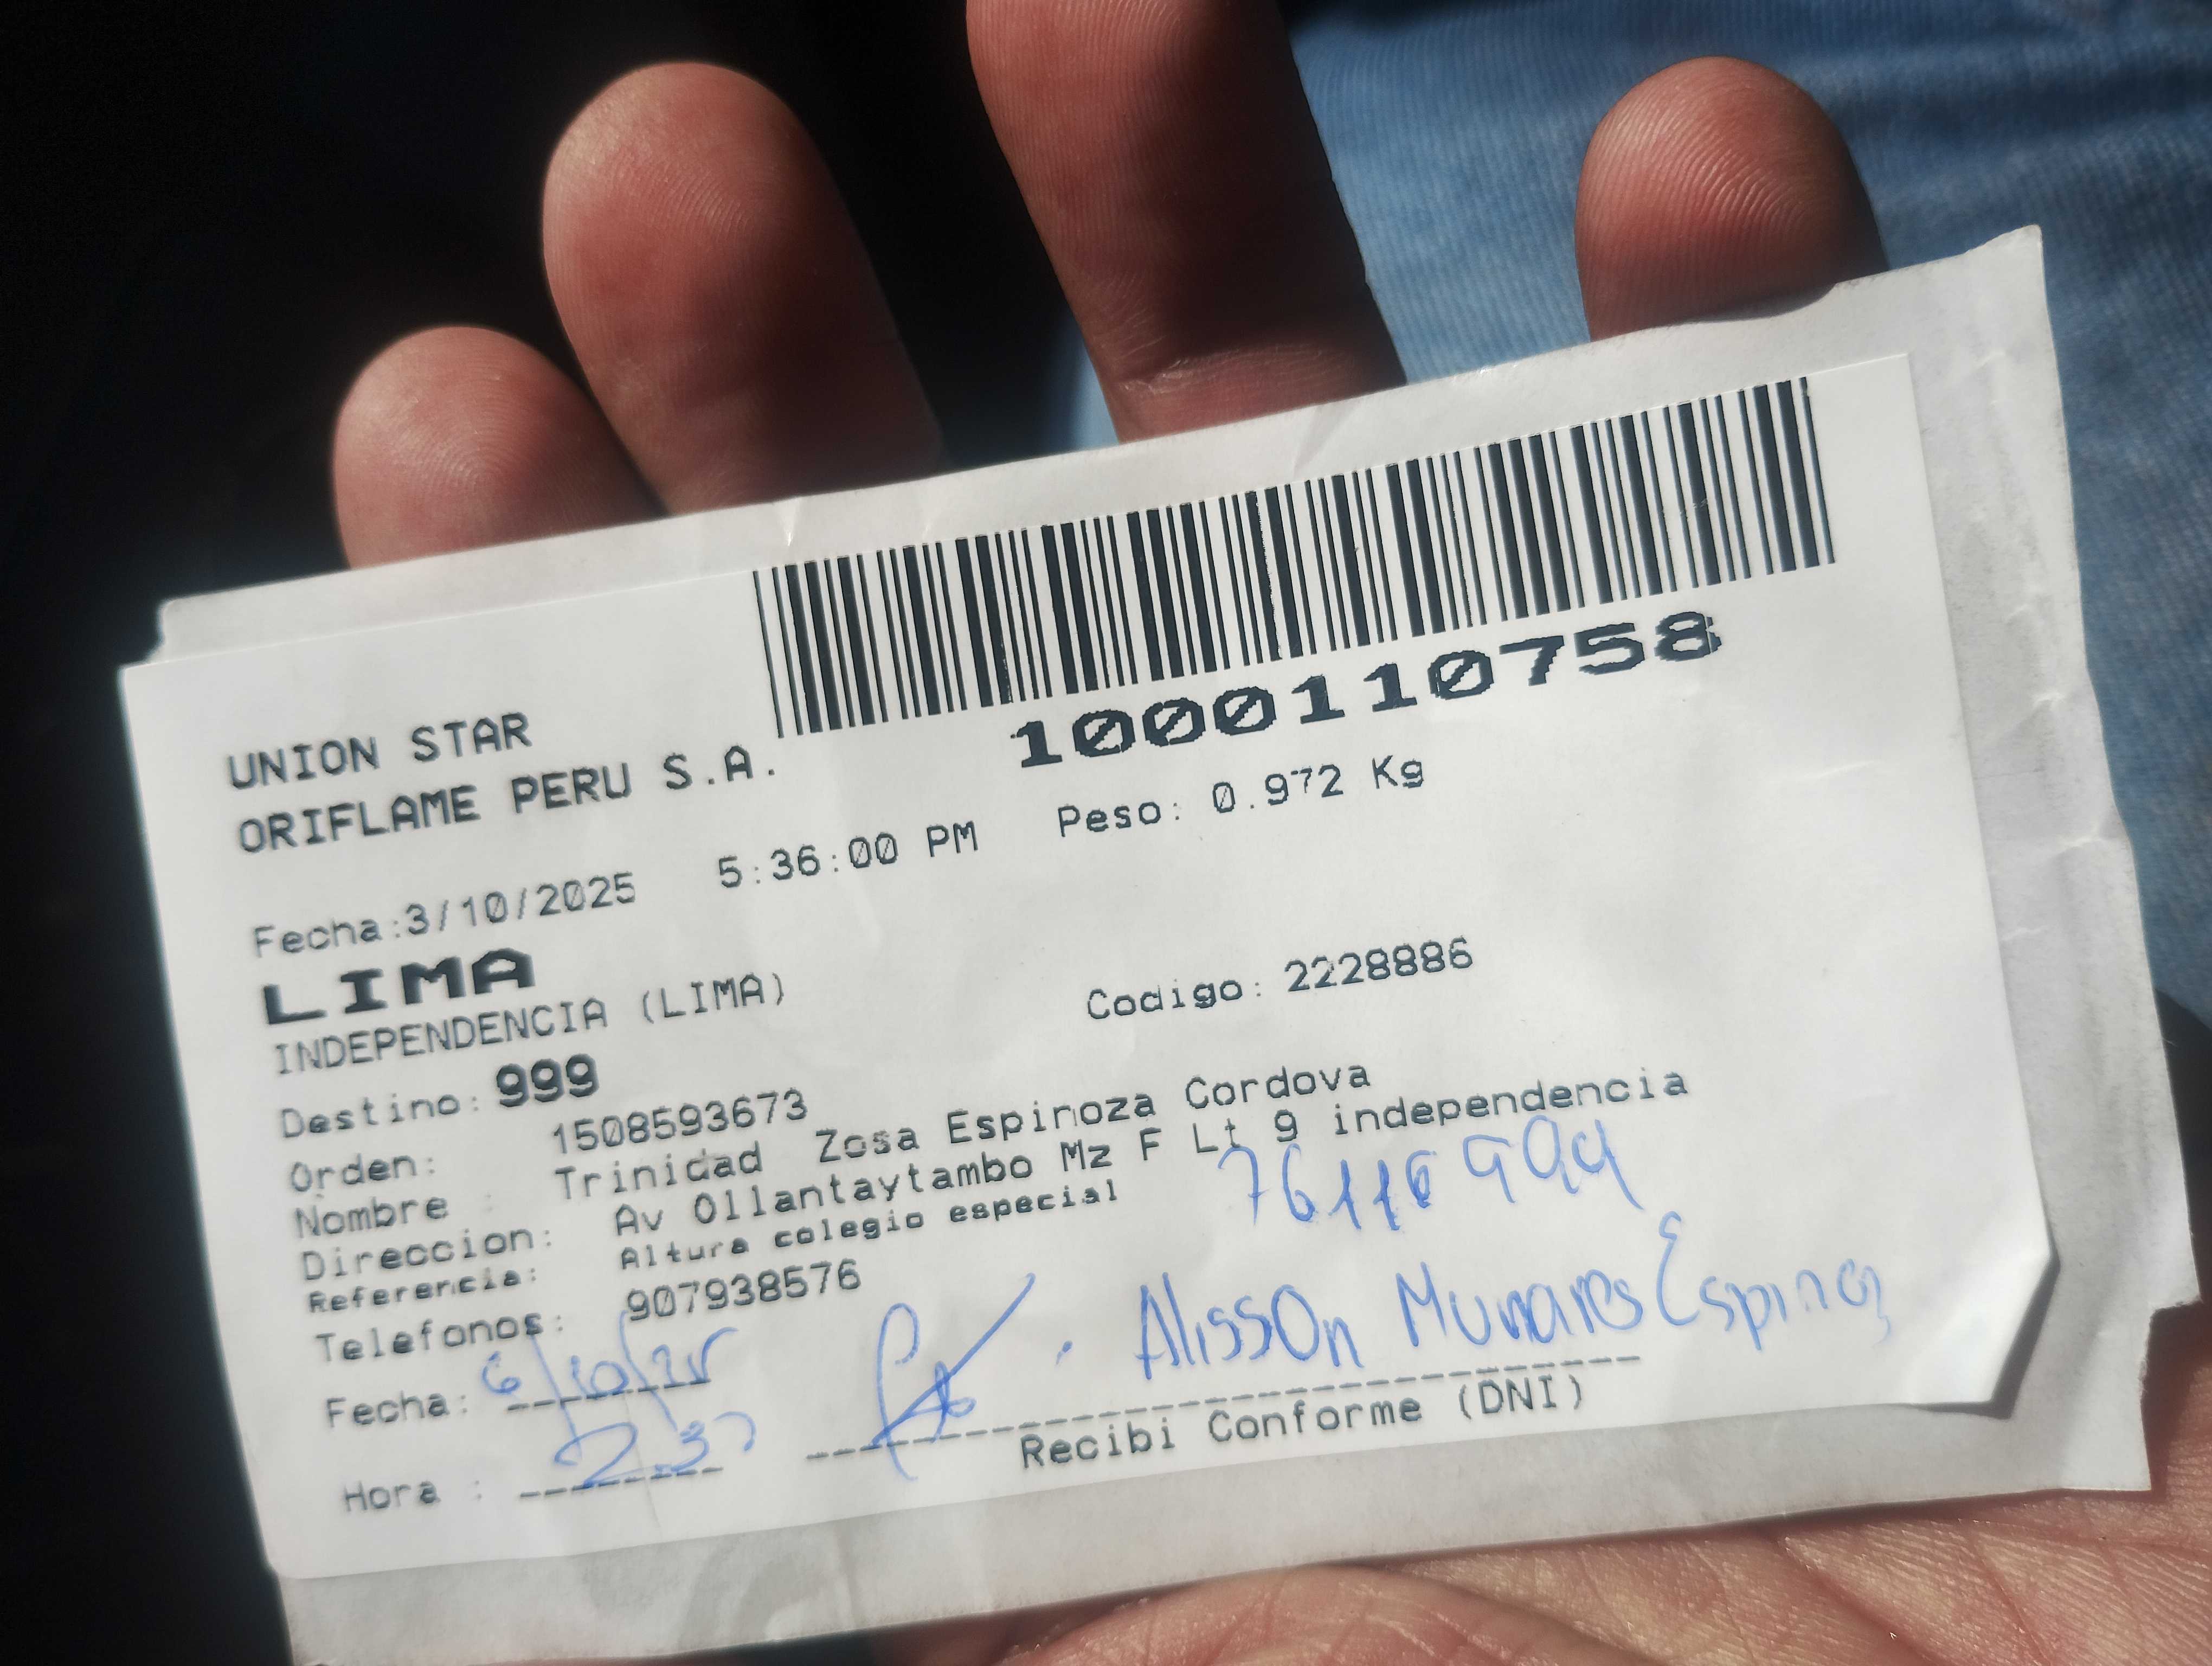 1000110758
UNION STAR
ORIFLAME PERU S.A.
Fecha:3/10/2025 5:36:00 PM Peso: 0.972 Kg
LIMA
INDEPENDENCIA (LIMA) Codigo: 2228886
Destino: 999
Orden: 1508593673
Nombre : Trinidad Zosa Espinoza Cordova
Direccion: Av Ollantaytambo Mz F Lt 9 independencia
Referencia: Altura colegio especial
76116999
Telefonos: 907938576
Fecha: 6/10/25
Alisson Munares
Hora : 2.37
Recibi Conforme (DNI)